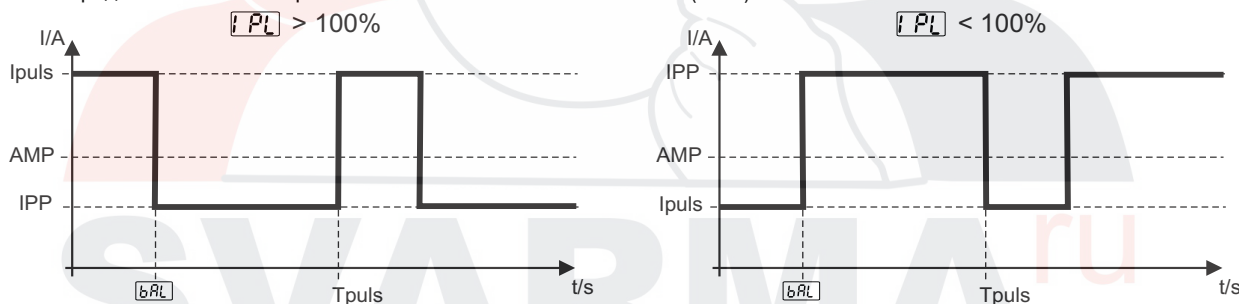 IPL > 100%
I/A
Ipuls
AMP
IPP
bAL
Tpuls
t/s
IPL < 100%
I/A
IPP
AMP
Ipuls
bAL
Tpuls
t/s
SVARMA
ru